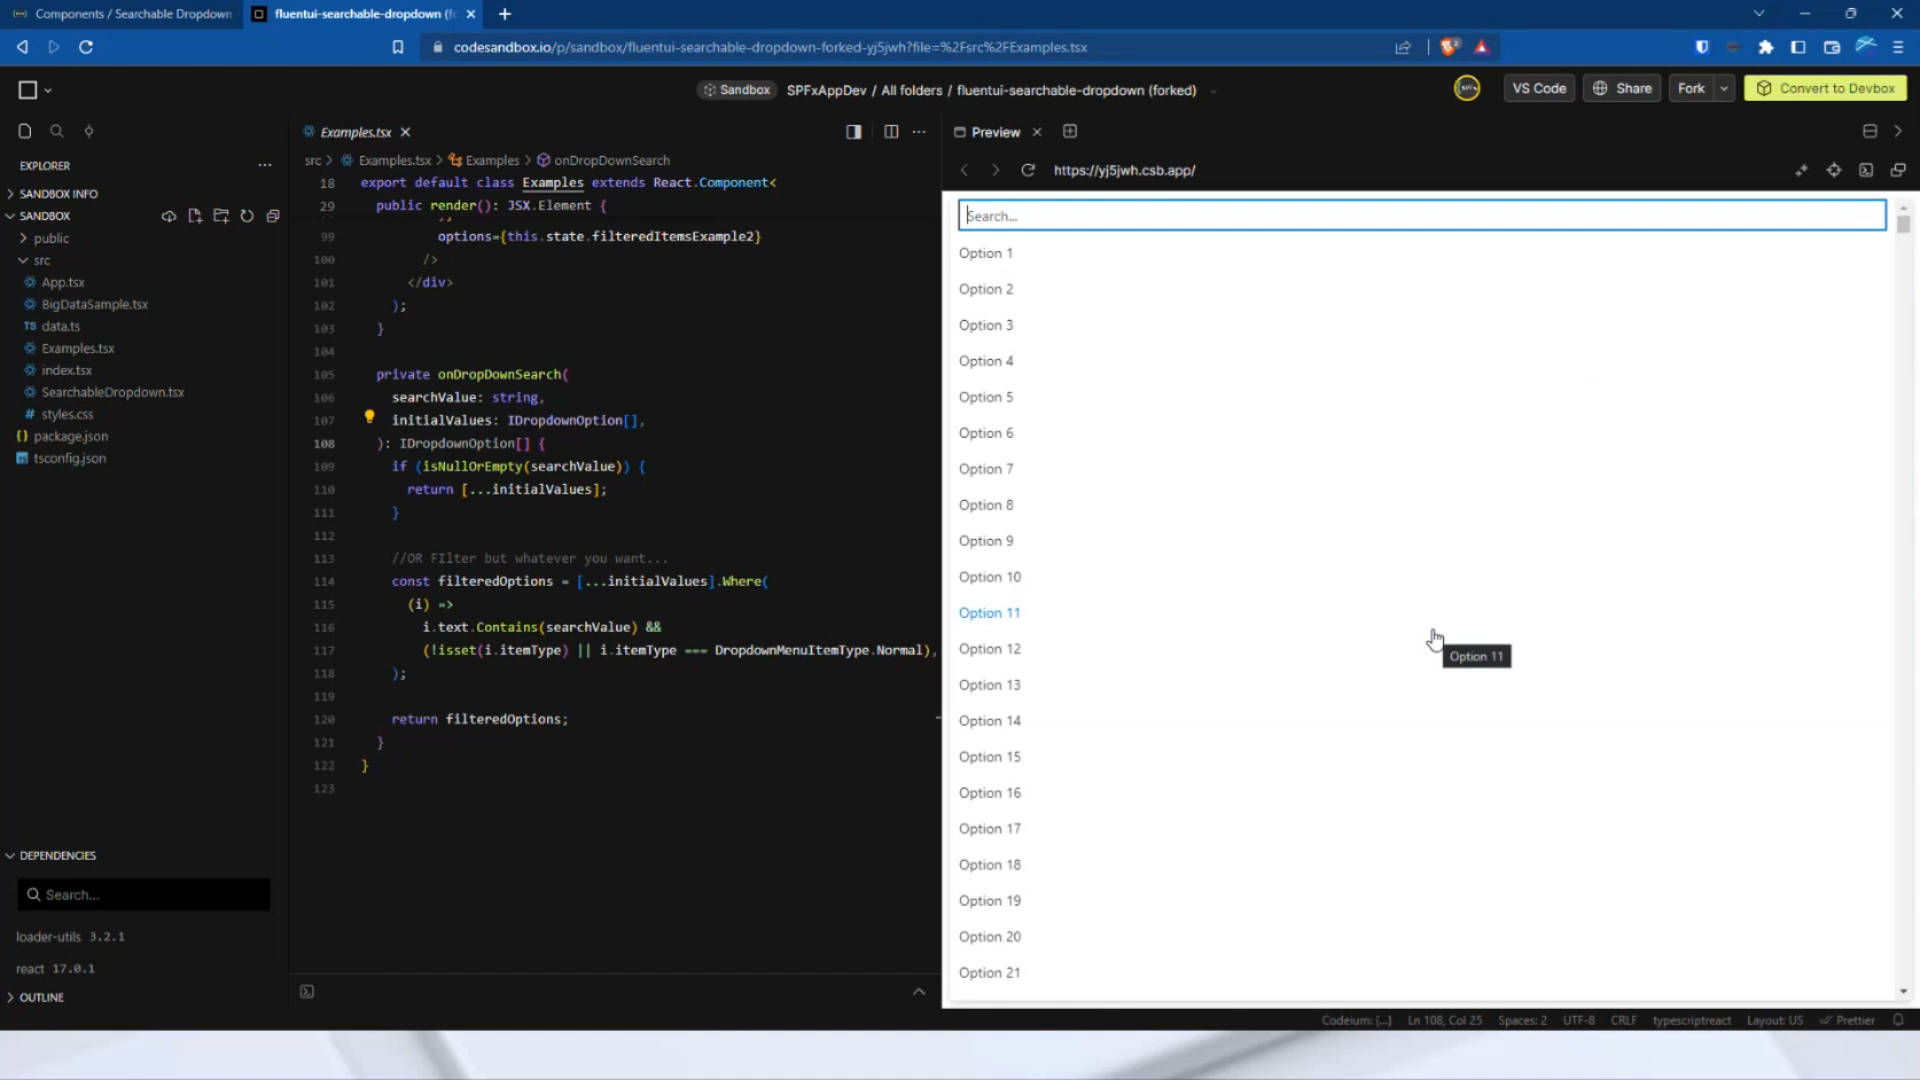 Components / Searchable Dropdown
fluentui-searchable-dropdown (fo
codesandbox.io/p/sandbox/fluentui-searchable-dropdown-forked-yj5jwh?file=%2Fsrc%2FExamples.tsx
Sandbox SPFxAppDev / All folders / fluentui-searchable-dropdown (forked)
VS Code Share Fork Convert to Devbox
EXPLORER
SANDBOX INFO
SANDBOX
public
src
App.tsx
BigDataSample.tsx
TS data.ts
Examples.tsx
index.tsx
SearchableDropdown.tsx
# styles.css
package.json
tsconfig.json
DEPENDENCIES
Search...
loader-utils 3.2.1
react 17.0.1
OUTLINE
Examples.tsx
src > Examples.tsx > Examples > onDropDownSearch
18 export default class Examples extends React.Component<
29 public render(): JSX.Element {
99 options={this.state.filteredItemsExample2}
100 />
101 </div>
102 );
103 }
104
105 private onDropDownSearch(
106 searchValue: string,
107 initialValues: IDropdownOption[],
108 ): IDropdownOption[] {
109 if (isNullOrEmpty(searchValue)) {
110 return [...initialValues];
111 }
112
113 //OR FIlter but whatever you want...
114 const filteredOptions = [...initialValues].Where(
115 (i) =>
116 i.text.Contains(searchValue) &&
117 (!isset(i.itemType) || i.itemType === DropdownMenuItemType.Normal),
118 );
119
120 return filteredOptions;
121 }
122 }
123
Preview
https://yj5jwh.csb.app/
Search...
Option 1
Option 2
Option 3
Option 4
Option 5
Option 6
Option 7
Option 8
Option 9
Option 10
Option 11
Option 12
Option 11
Option 13
Option 14
Option 15
Option 16
Option 17
Option 18
Option 19
Option 20
Option 21
Codeium: {...} Ln 108, Col 25 Spaces: 2 UTF-8 CRLF typescriptreact Layout: US Prettier